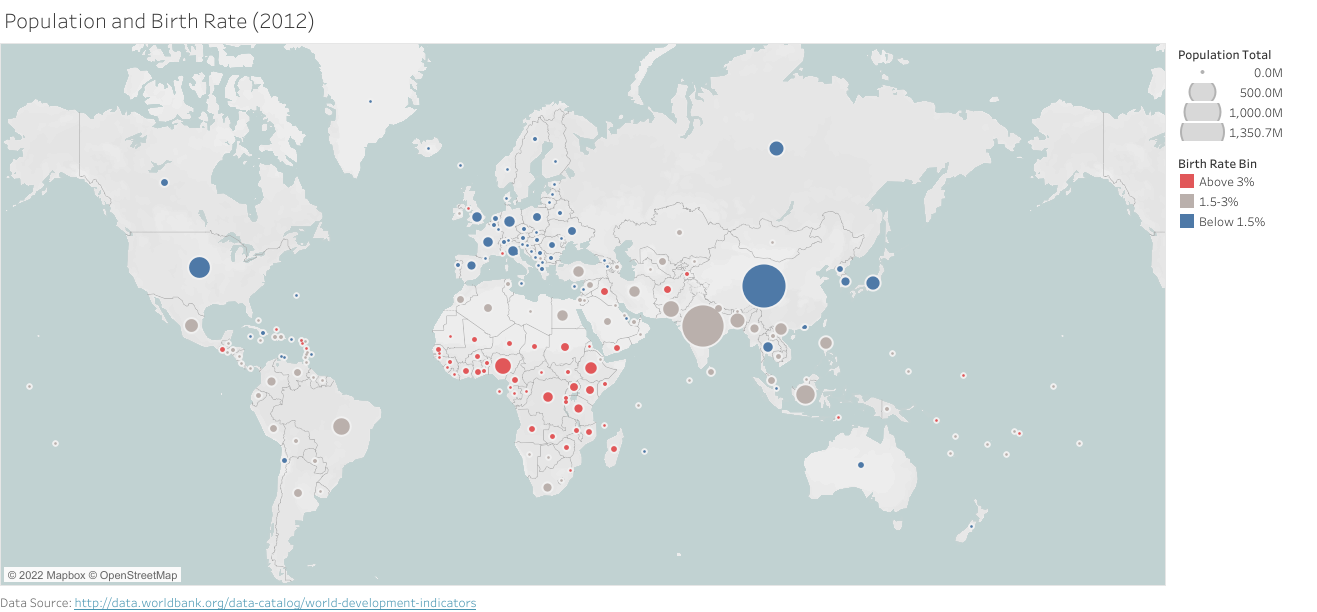 Population and Birth Rate (2012)
Population Total
0.0M
500.0M
1,000.0M
1,350.7M
Birth Rate Bin
Above 3%
1.5-3%
Below 1.5%
© 2022 Mapbox © OpenStreetMap
Data Source: http://data.worldbank.org/data-catalog/world-development-indicators